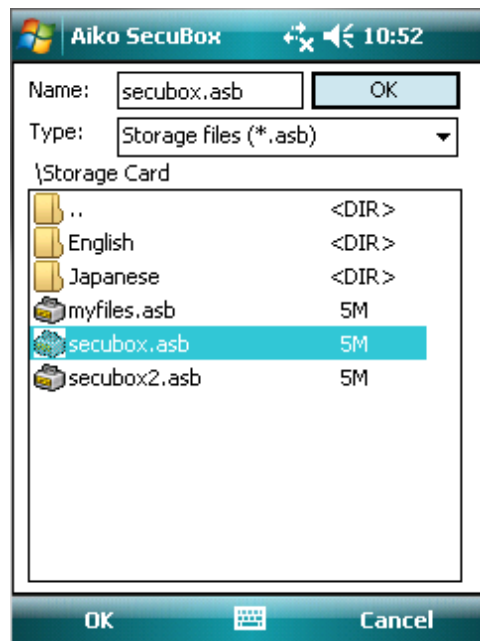 Aiko SecuBox 10:52
Name: secubox.asb OK
Type: Storage files (*.asb)
\Storage Card
.. <DIR>
English <DIR>
Japanese <DIR>
myfiles.asb 5M
secubox.asb 5M
secubox2.asb 5M
OK Cancel